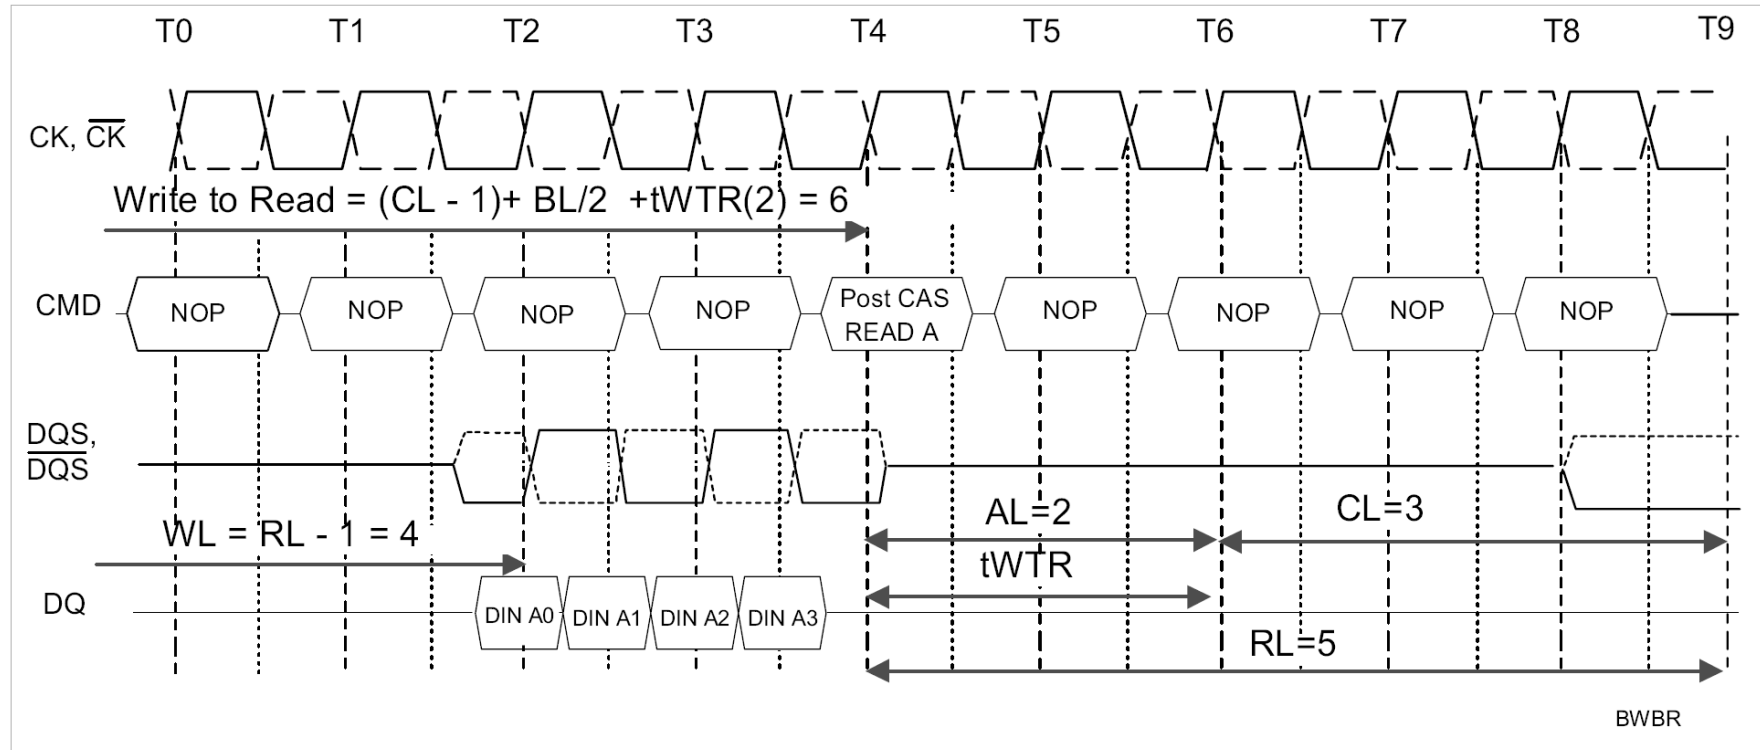 T0 T1 T2 T3 T4 T5 T6 T7 T8 T9
CK, C̅K̅
Write to Read = (CL - 1)+ BL/2 +tWTR(2) = 6
CMD NOP NOP NOP NOP Post CAS READ A NOP NOP NOP NOP
DQS,
D̅Q̅S̅
WL = RL - 1 = 4
AL=2
CL=3
tWTR
DQ DIN A0 DIN A1 DIN A2 DIN A3
RL=5
BWBR